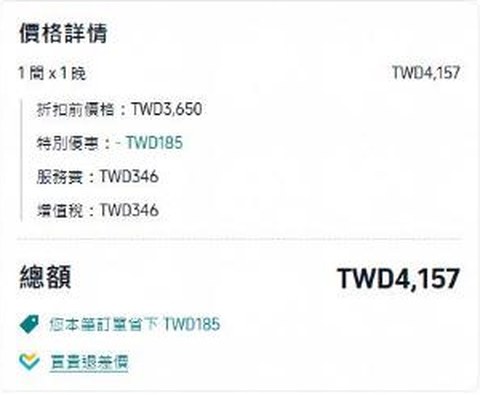 價格詳情
1 間 x 1 晚 TWD4,157
折扣前價格：TWD3,650
特別優惠：- TWD185
服務費：TWD346
增值稅：TWD346
總額 TWD4,157
您本筆訂單省下 TWD185
買貴退差價